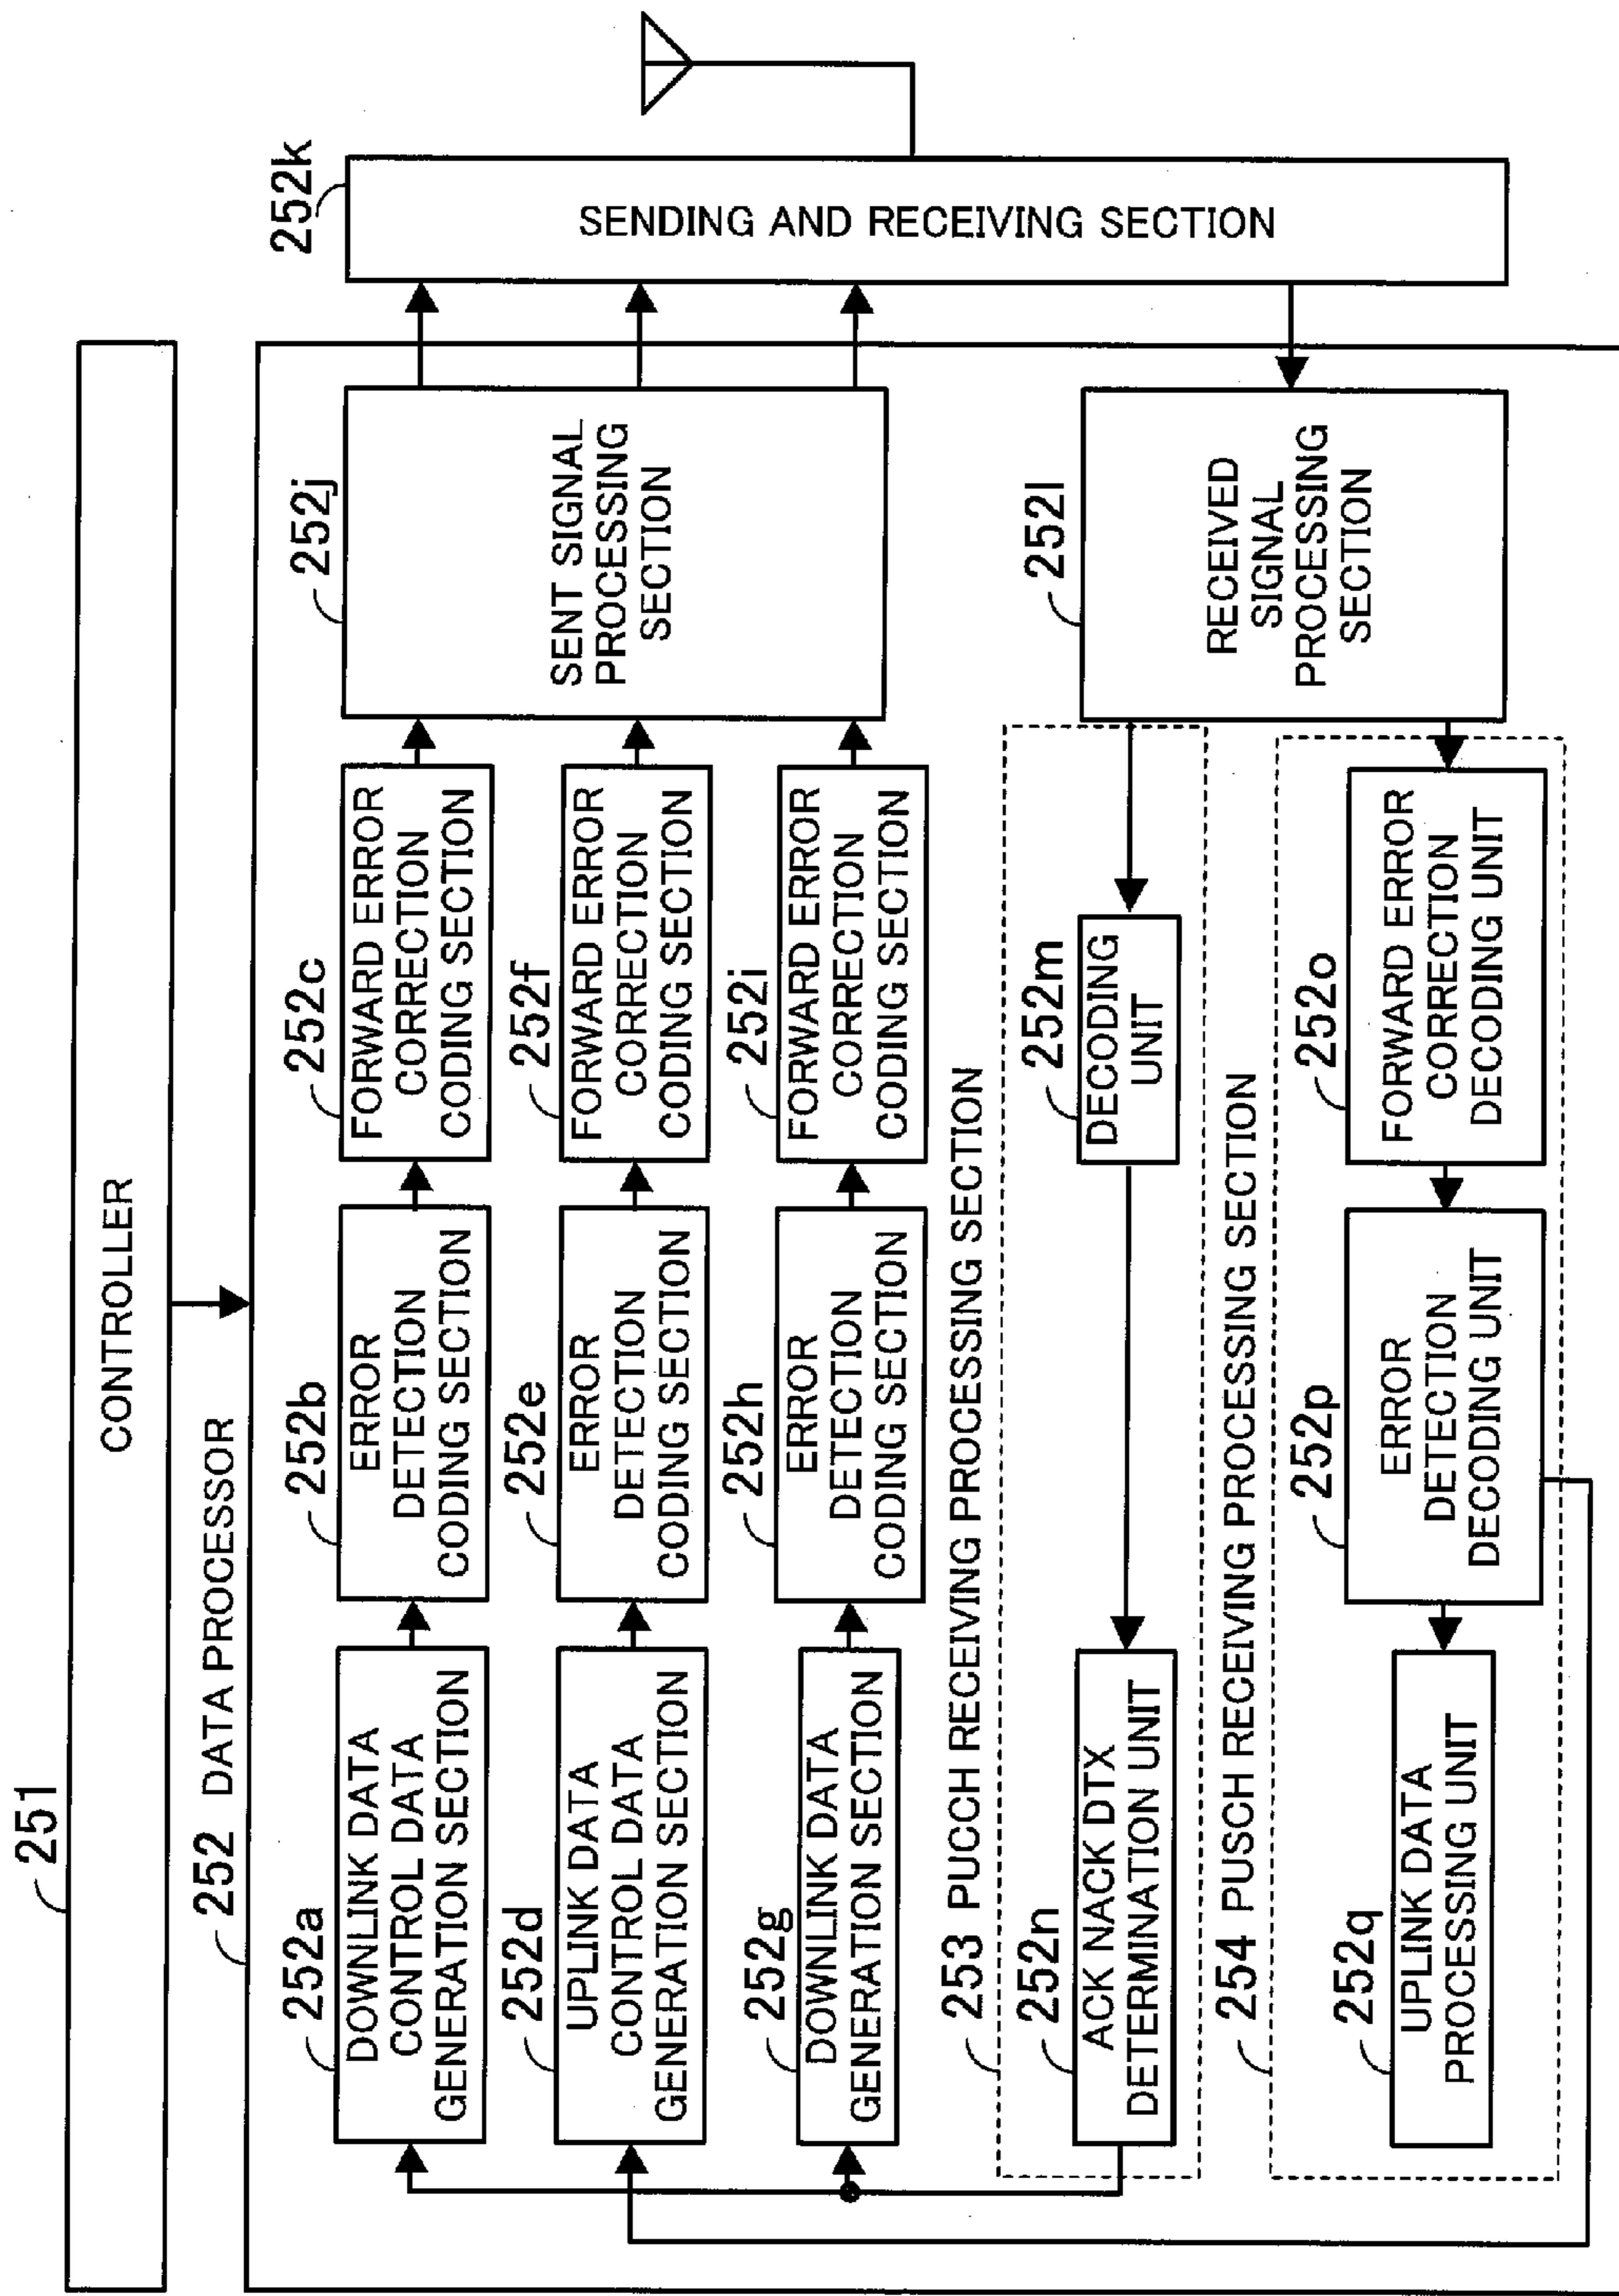 251
CONTROLLER
252 DATA PROCESSOR
252a
DOWNLINK DATA
CONTROL DATA
GENERATION SECTION
252b
ERROR
DETECTION
CODING SECTION
252c
FORWARD ERROR
CORRECTION
CODING SECTION
252d
UPLINK DATA
CONTROL DATA
GENERATION SECTION
252e
ERROR
DETECTION
CODING SECTION
252f
FORWARD ERROR
CORRECTION
CODING SECTION
252g
DOWNLINK DATA
GENERATION SECTION
252h
ERROR
DETECTION
CODING SECTION
252i
FORWARD ERROR
CORRECTION
CODING SECTION
252j
SENT SIGNAL
PROCESSING
SECTION
252k
SENDING AND RECEIVING SECTION
253 PUCCH RECEIVING PROCESSING SECTION
252n
ACK NACK DTX
DETERMINATION UNIT
252m
DECODING
UNIT
252l
RECEIVED
SIGNAL
PROCESSING
SECTION
254 PUSCH RECEIVING PROCESSING SECTION
252q
UPLINK DATA
PROCESSING UNIT
252p
ERROR
DETECTION
DECODING UNIT
252o
FORWARD ERROR
CORRECTION
DECODING UNIT